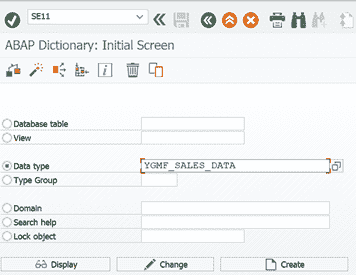 SE11
ABAP Dictionary: Initial Screen
Database table
View
Data type YGMF_SALES_DATA
Type Group
Domain
Search help
Lock object
Display Change Create